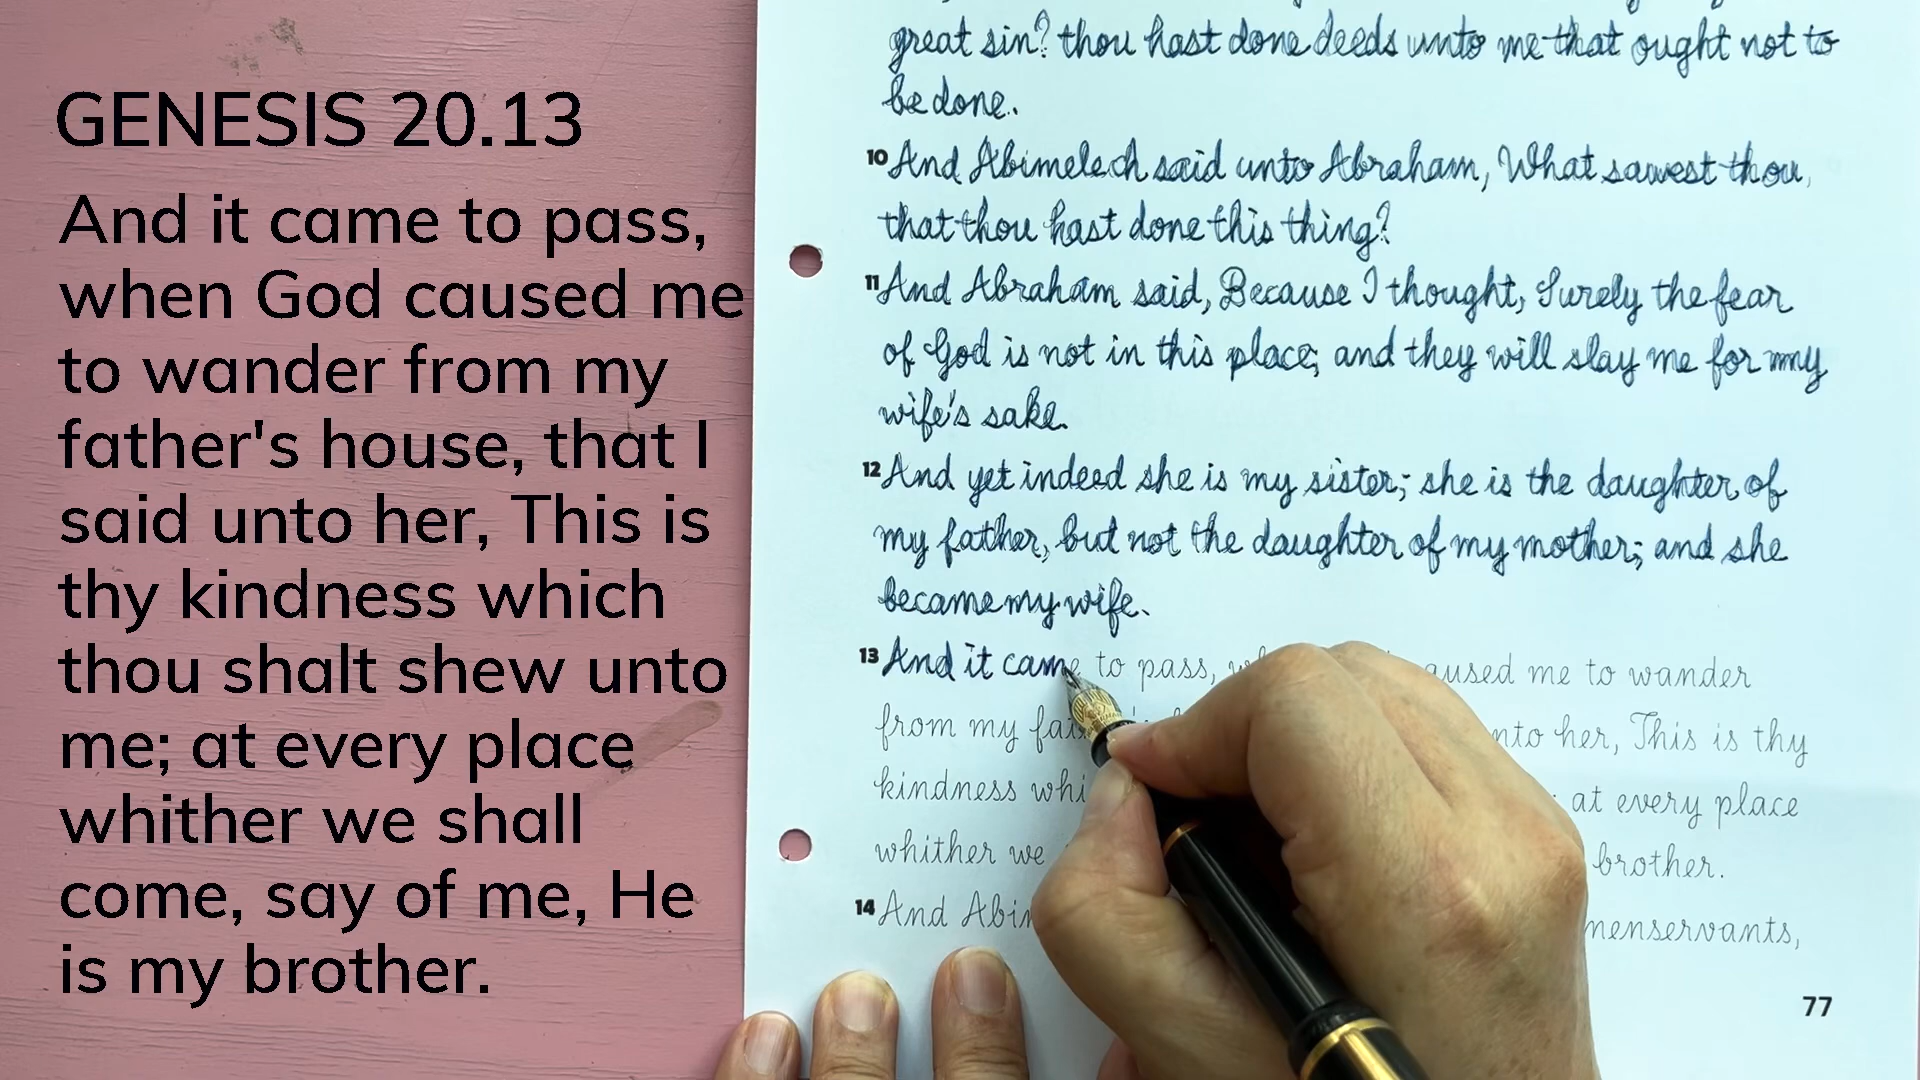 GENESIS 20.13
And it came to pass,
when God caused me
to wander from my
father's house, that I
said unto her, This is
thy kindness which
thou shalt shew unto
me; at every place
whither we shall
come, say of me, He
is my brother.
great sin? thou hast done deeds unto me that ought not to
be done.
10 And Abimelech said unto Abraham, What sawest thou,
that thou hast done this thing?
11 And Abraham said, Because I thought, Surely the fear
of God is not in this place; and they will slay me for my
wife's sake.
12 And yet indeed she is my sister; she is the daughter of
my father, but not the daughter of my mother; and she
became my wife.
13 And it came to pass, me to wander
from my her, This is thy
kindness at every place
whither we brother.
14 And menservants,
77